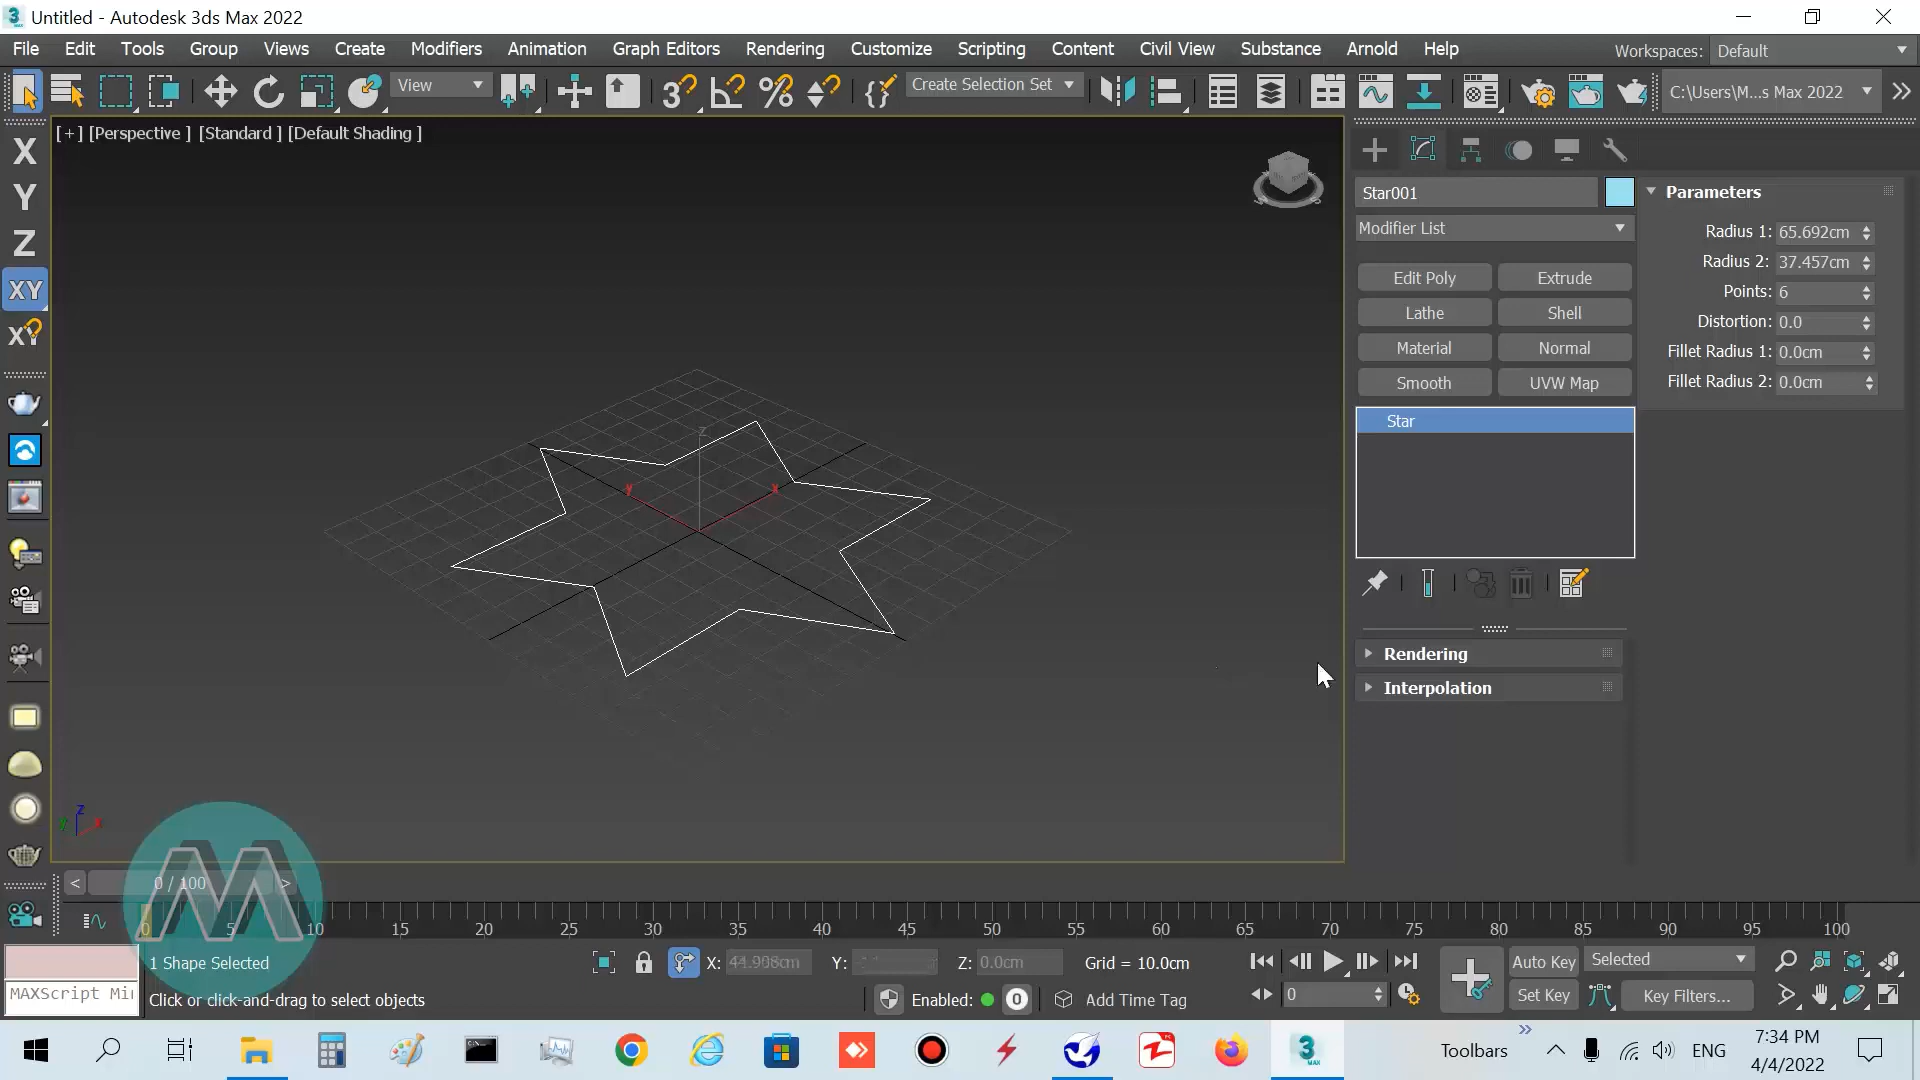 Untitled - Autodesk 3ds Max 2022
File Edit Tools Group Views Create Modifiers Animation Graph Editors Rendering Customize Scripting Content Civil View Substance Arnold Help Workspaces: Default
View Create Selection Set C:\Users\M...s Max 2022
[+] [Perspective ] [Standard ] [Default Shading ]
X
Y
Z
XY
XY
Star001
Modifier List
Edit Poly Extrude
Lathe Shell
Material Normal
Smooth UVW Map
Star
Rendering
Interpolation
Parameters
Radius 1: 65.692cm
Radius 2: 37.457cm
Points: 6
Distortion: 0.0
Fillet Radius 1: 0.0cm
Fillet Radius 2: 0.0cm
z
y x
z
y x
0 / 100
0 5 10 15 20 25 30 35 40 45 50 55 60 65 70 75 80 85 90 95 100
1 Shape Selected X: 44.908cm Y: Z: 0.0cm Grid = 10.0cm Auto Key Selected
MAXScript Mi Click or click-and-drag to select objects Enabled: 0 Add Time Tag 0 Set Key Key Filters...
Toolbars ENG 7:34 PM
4/4/2022